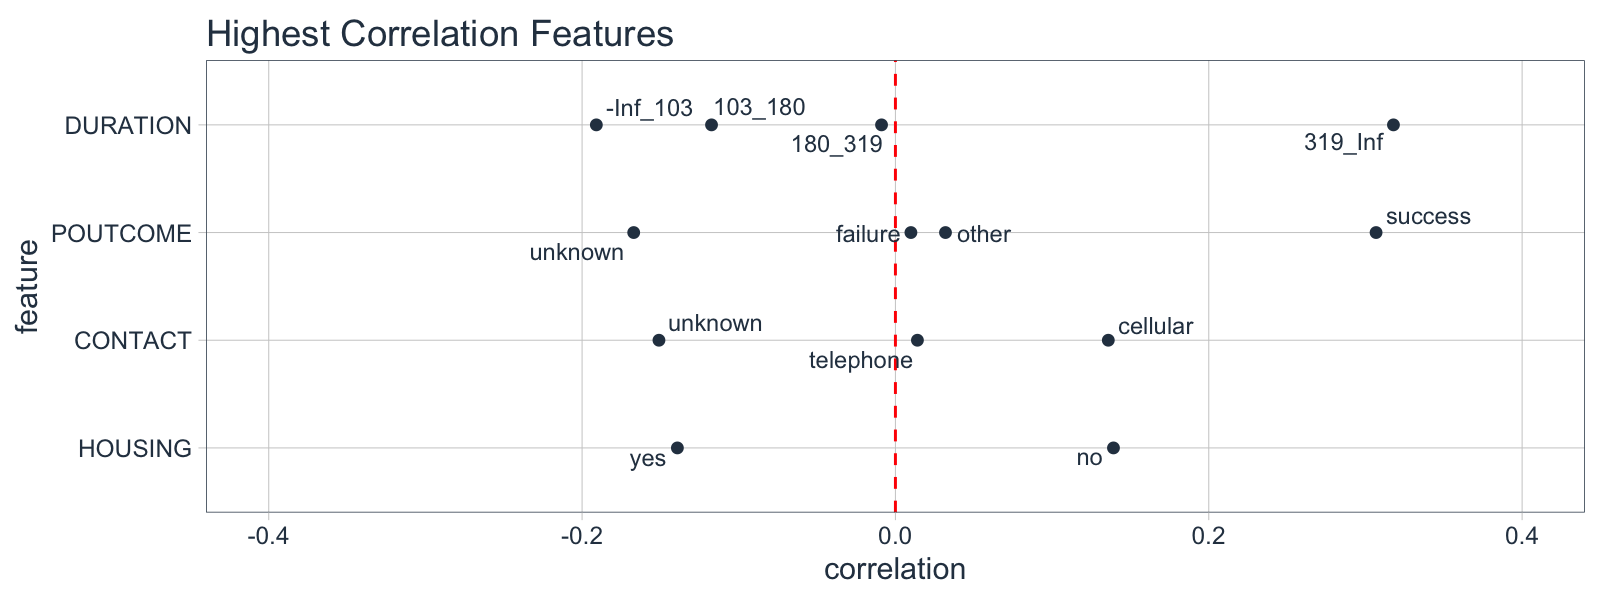 Highest Correlation Features
-Inf_103 103_180
DURATION
180_319 319_Inf
success
POUTCOME failure other
unknown
unknown cellular
CONTACT
telephone
HOUSING
yes no
-0.4 -0.2 0.0 0.2 0.4
correlation
feature